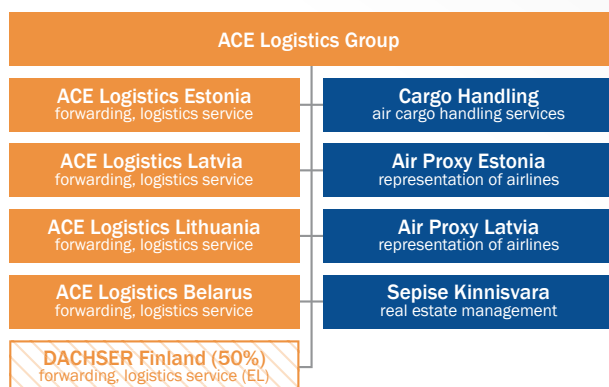 ACE Logistics Group
ACE Logistics Estonia
forwarding, logistics service
Cargo Handling
air cargo handling services
ACE Logistics Latvia
forwarding, logistics service
Air Proxy Estonia
representation of airlines
ACE Logistics Lithuania
forwarding, logistics service
Air Proxy Latvia
representation of airlines
ACE Logistics Belarus
forwarding, logistics service
Sepise Kinnisvara
real estate management
DACHSER Finland (50%)
forwarding, logistics service (EL)